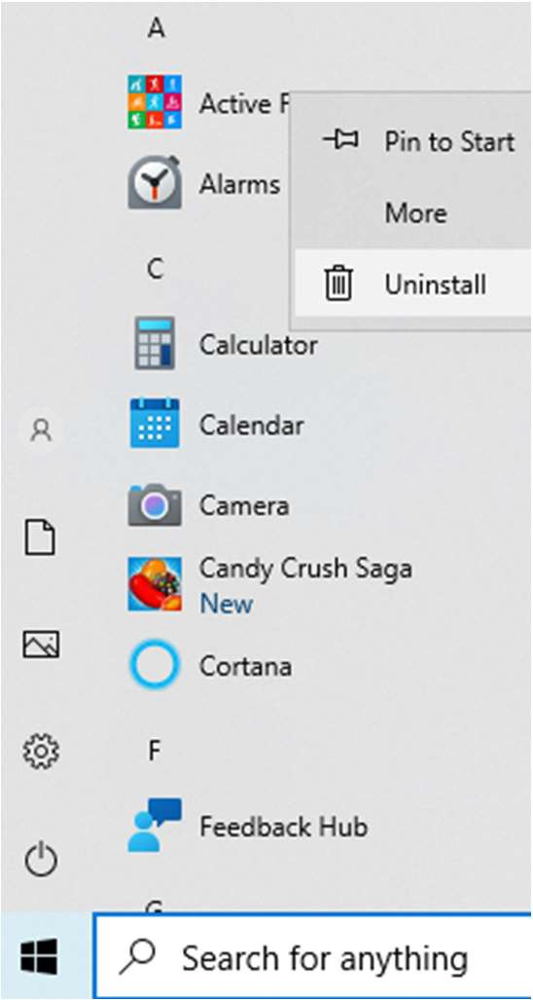 A
Active
Pin to Start
Alarms
More
C
Uninstall
Calculator
Calendar
Camera
Candy Crush Saga
New
Cortana
F
Feedback Hub
Search for anything